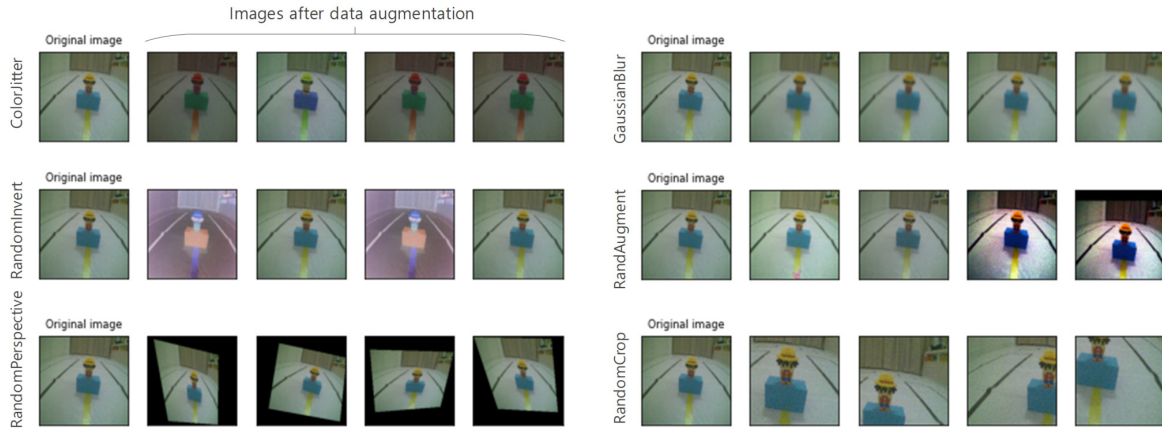 Images after data augmentation
Original image
ColorJitter
Original image
GaussianBlur
Original image
RandomInvert
Original image
RandAugment
Original image
RandomPerspective
Original image
RandomCrop